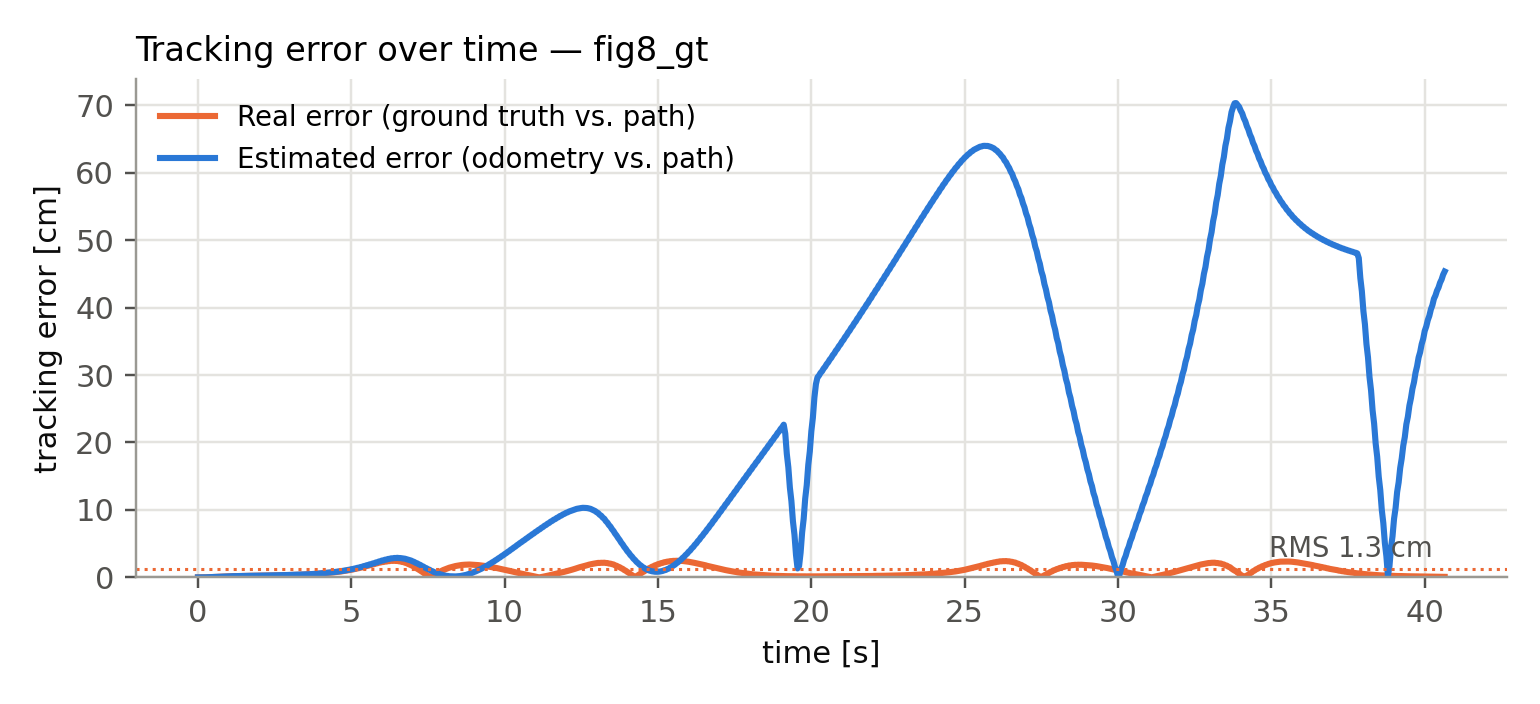 Tracking error over time — fig8_gt
Real error (ground truth vs. path)
Estimated error (odometry vs. path)
tracking error [cm]
70
60
50
40
30
20
10
0
RMS 1.3 cm
0 5 10 15 20 25 30 35 40
time [s]